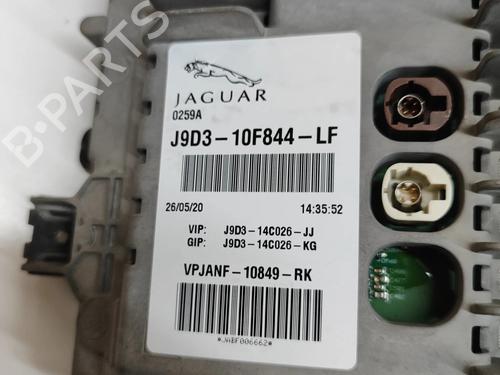 JAGUAR
0259A
J9D3-10F844-LF
26/05/20 14:35:52
VIP: J9D3-14C026-JJ
GIP: J9D3-14C026-KG
VPJANF-10849-RK
*JABF006662*
B-PARTS